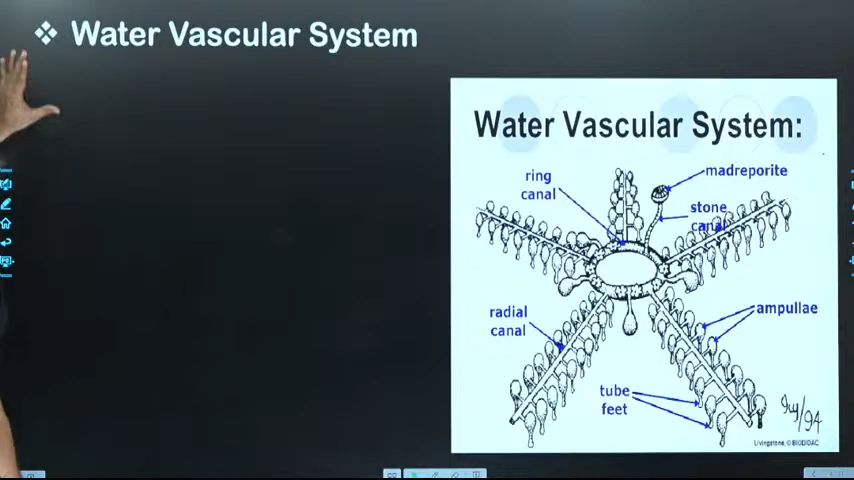 ❖ Water Vascular System
Water Vascular System:
ring
canal
madreporite
stone
canal
radial
canal
ampullae
tube
feet
Livingstone, © BIODIDAC